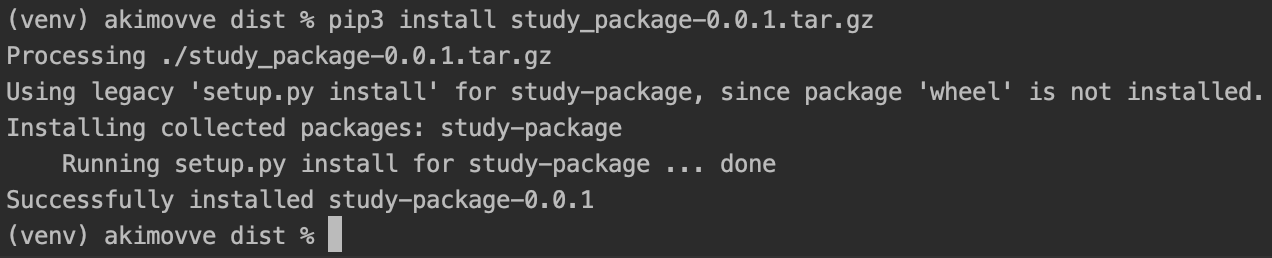 (venv) akimovve dist % pip3 install study_package-0.0.1.tar.gz
Processing ./study_package-0.0.1.tar.gz
Using legacy 'setup.py install' for study-package, since package 'wheel' is not installed.
Installing collected packages: study-package
    Running setup.py install for study-package ... done
Successfully installed study-package-0.0.1
(venv) akimovve dist %